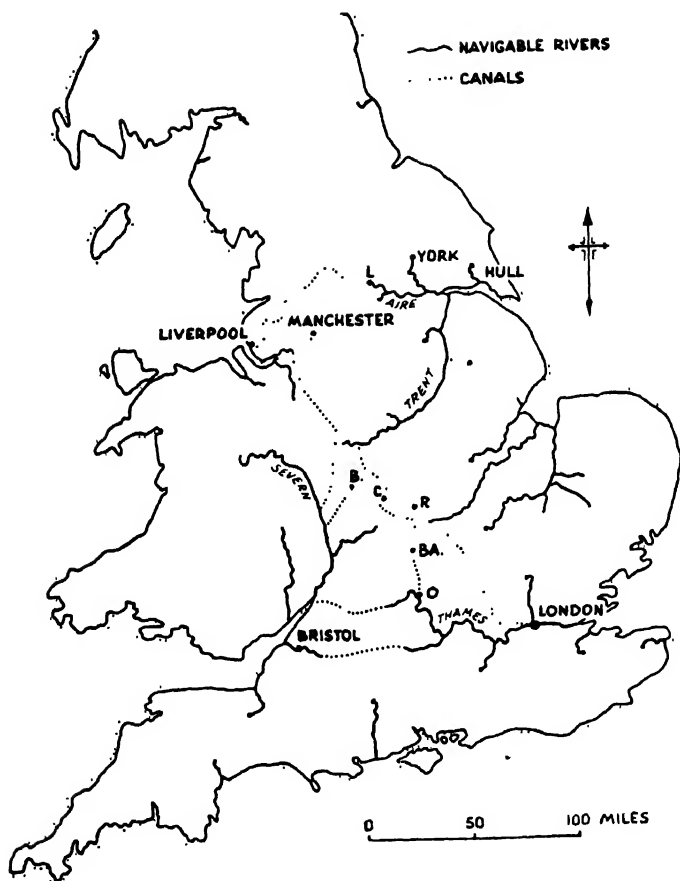 NAVIGABLE RIVERS
CANALS
YORK
HULL
L
AIRE
MANCHESTER
LIVERPOOL
TRENT
SEVERN
B.
C.
R
BA.
O
THAMES
LONDON
BRISTOL
0 50 100 MILES